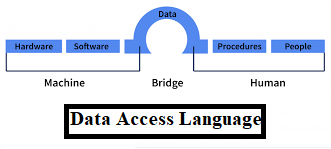 Data
Hardware Software Procedures People
Machine Bridge Human
Data Access Language